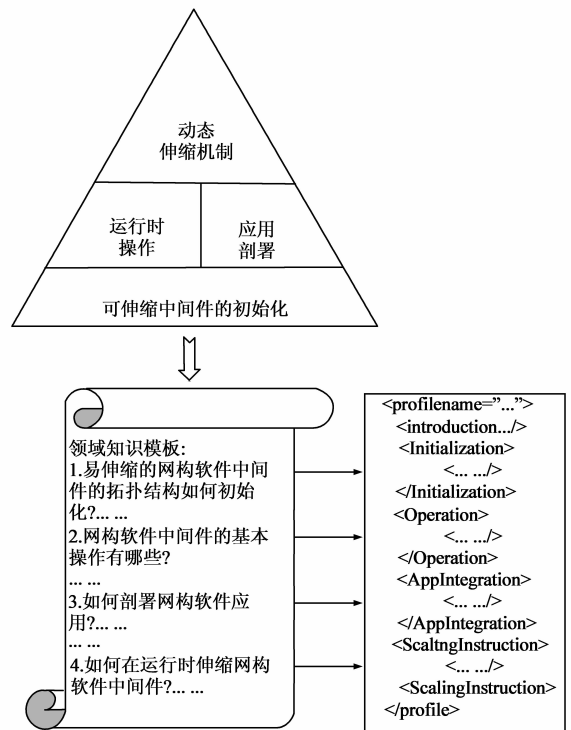 动态
伸缩机制
运行时
操作
应用
剖署
可伸缩中间件的初始化
领域知识模板:
1.易伸缩的网构软件中间
件的拓扑结构如何初始
化?... ...
2.网构软件中间件的基本
操作有哪些?
... ...
3.如何剖署网构软件应
用?... ...
... ...
4.如何在运行时伸缩网构
软件中间件?... ...
<profilename=”...”>
<introduction.../>
<Initialization>
<... .../>
</Initialization>
<Operation>
<... .../>
</Operation>
<AppIntegration>
<... .../>
</AppIntegration>
<ScaltngInstruction>
<... .../>
<ScalingInstruction>
</profile>